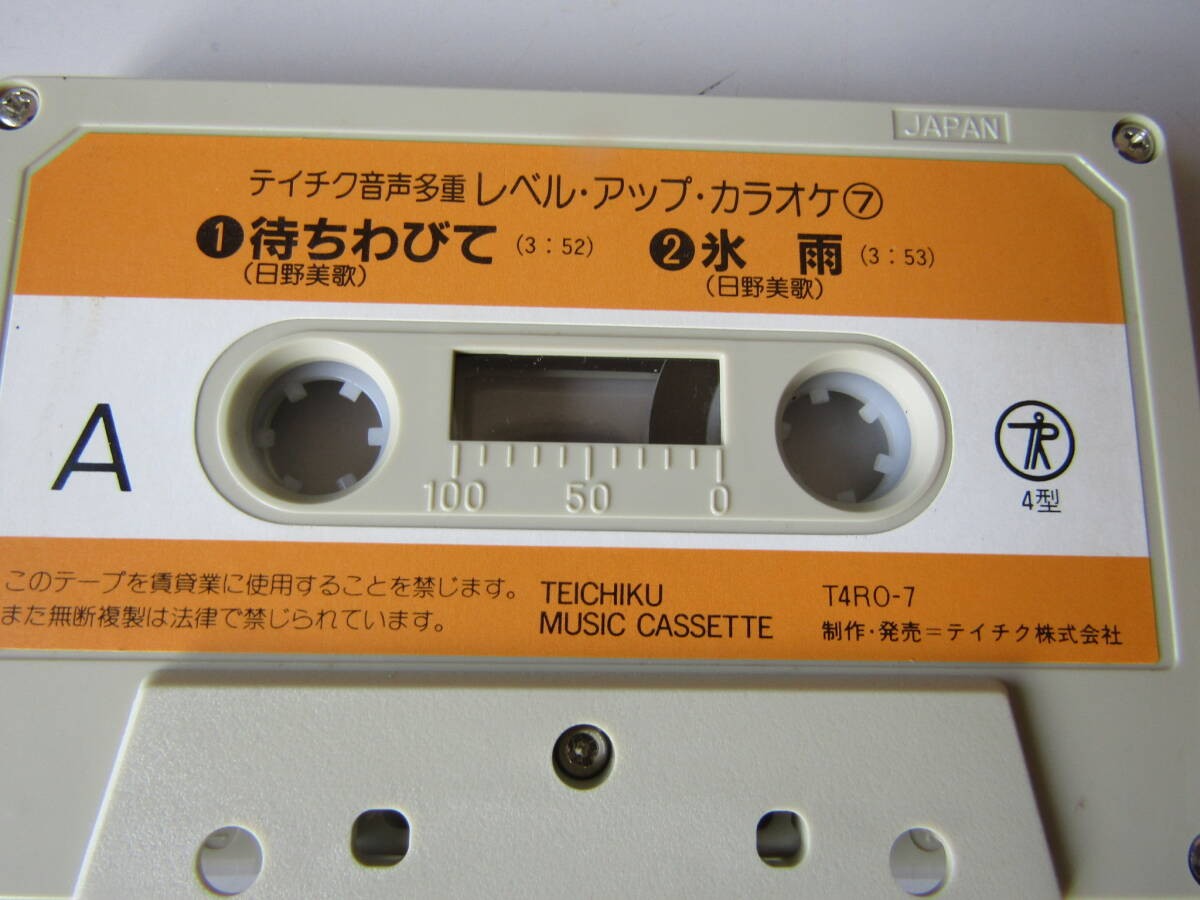 JAPAN
テイチク音声多重 レベル・アップ・カラオケ⑦
❶待ちわびて (3:52) ❷氷 雨 (3:53)
(日野美歌) (日野美歌)
A
100 50 0
4型
このテープを賃貸業に使用することを禁じます。
また無断複製は法律で禁じられています。
TEICHIKU
MUSIC CASSETTE
T4RO-7
制作・発売=テイチク株式会社